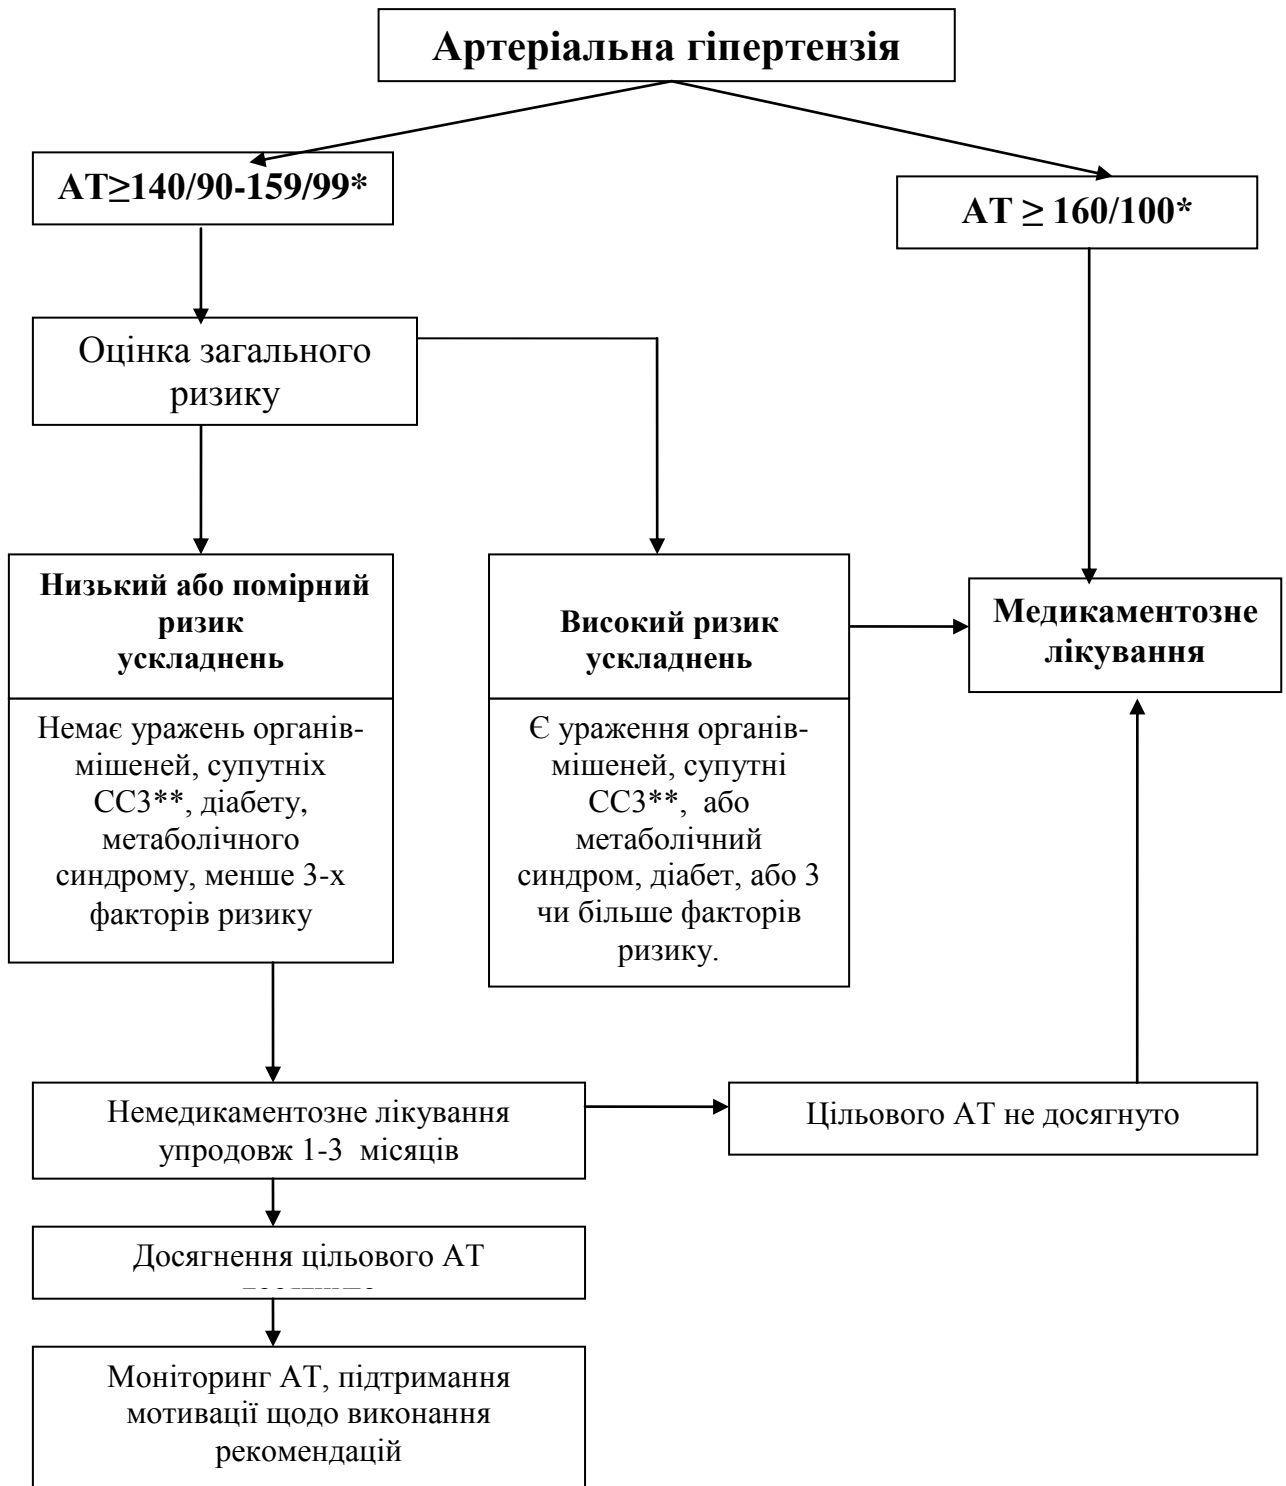 Артеріальна гіпертензія
АТ≥140/90-159/99*
АТ ≥ 160/100*
Оцінка загального
ризику
Низький або помірний
ризик
ускладнень
Високий ризик
ускладнень
Медикаментозне
лікування
Немає уражень органів-
мішеней, супутніх
ССЗ**, діабету,
метаболічного
синдрому, менше 3-х
факторів ризику
Є ураження органів-
мішеней, супутні
ССЗ**, або
метаболічний
синдром, діабет, або 3
чи більше факторів
ризику.
Немедикаментозне лікування
упродовж 1-3 місяців
Цільового АТ не досягнуто
Досягнення цільового АТ
Моніторинг АТ, підтримання
мотивації щодо виконання
рекомендацій